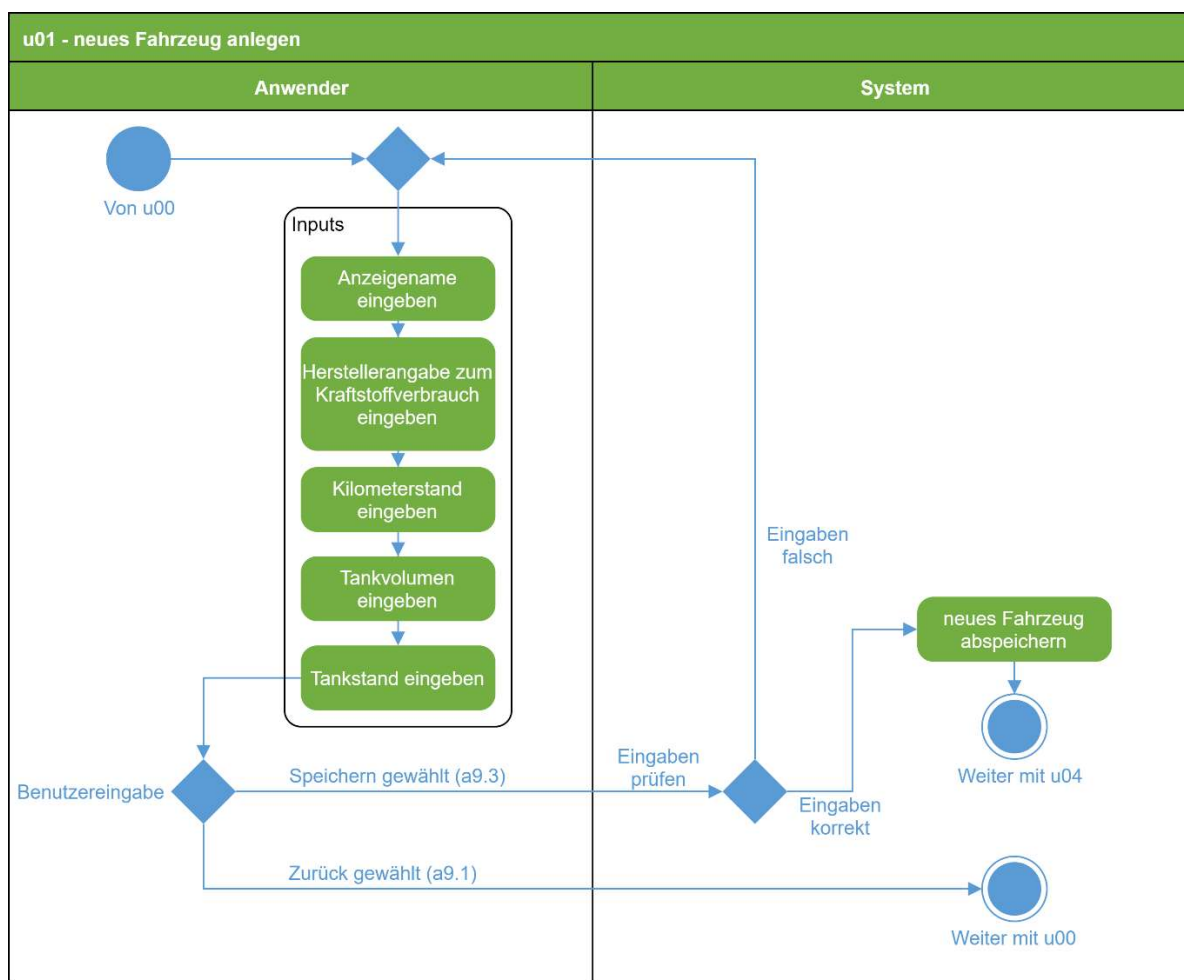 u01 - neues Fahrzeug anlegen
Anwender
System
Von u00
Inputs
Anzeigename
eingeben
Herstellerangabe zum
Kraftstoffverbrauch
eingeben
Kilometerstand
eingeben
Tankvolumen
eingeben
Tankstand eingeben
Eingaben
falsch
neues Fahrzeug
abspeichern
Benutzereingabe
Speichern gewählt (a9.3)
Eingaben
prüfen
Eingaben
korrekt
Weiter mit u04
Zurück gewählt (a9.1)
Weiter mit u00